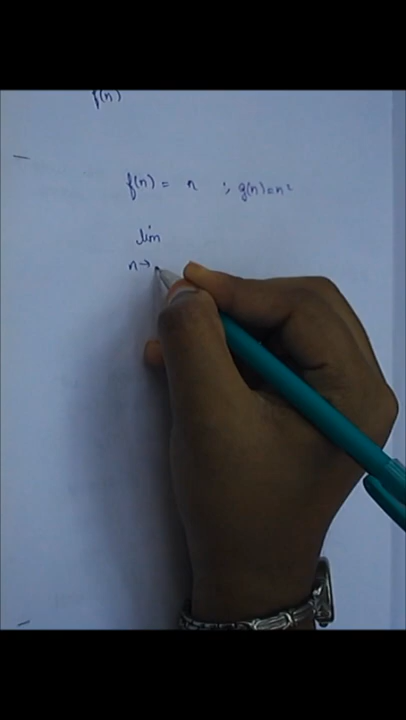 f(n)
f(n) = n ; g(n)=n²
lim
n→